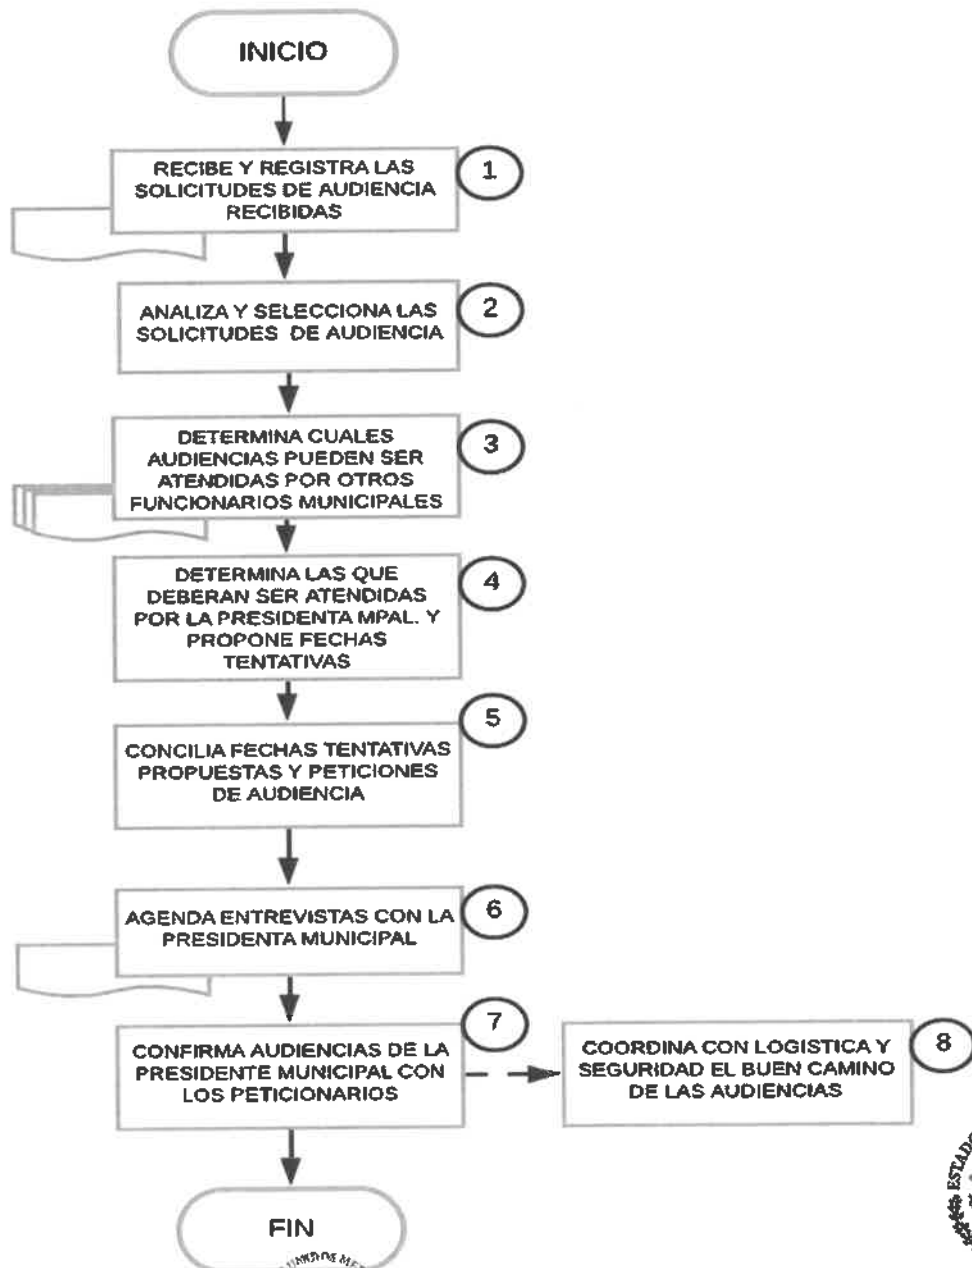 INICIO
RECIBE Y REGISTRA LAS
SOLICITUDES DE AUDIENCIA
RECIBIDAS
1
ANALIZA Y SELECCIONA LAS
SOLICITUDES DE AUDIENCIA
2
DETERMINA CUALES
AUDIENCIAS PUEDEN SER
ATENDIDAS POR OTROS
FUNCIONARIOS MUNICIPALES
3
DETERMINA LAS QUE
DEBERAN SER ATENDIDAS
POR LA PRESIDENTA MPAL. Y
PROPONE FECHAS
TENTATIVAS
4
CONCILIA FECHAS TENTATIVAS
PROPUESTAS Y PETICIONES
DE AUDIENCIA
5
AGENDA ENTREVISTAS CON LA
PRESIDENTA MUNICIPAL
6
CONFIRMA AUDIENCIAS DE LA
PRESIDENTE MUNICIPAL CON
LOS PETICIONARIOS
7
COORDINA CON LOGISTICA Y
SEGURIDAD EL BUEN CAMINO
DE LAS AUDIENCIAS
8
FIN